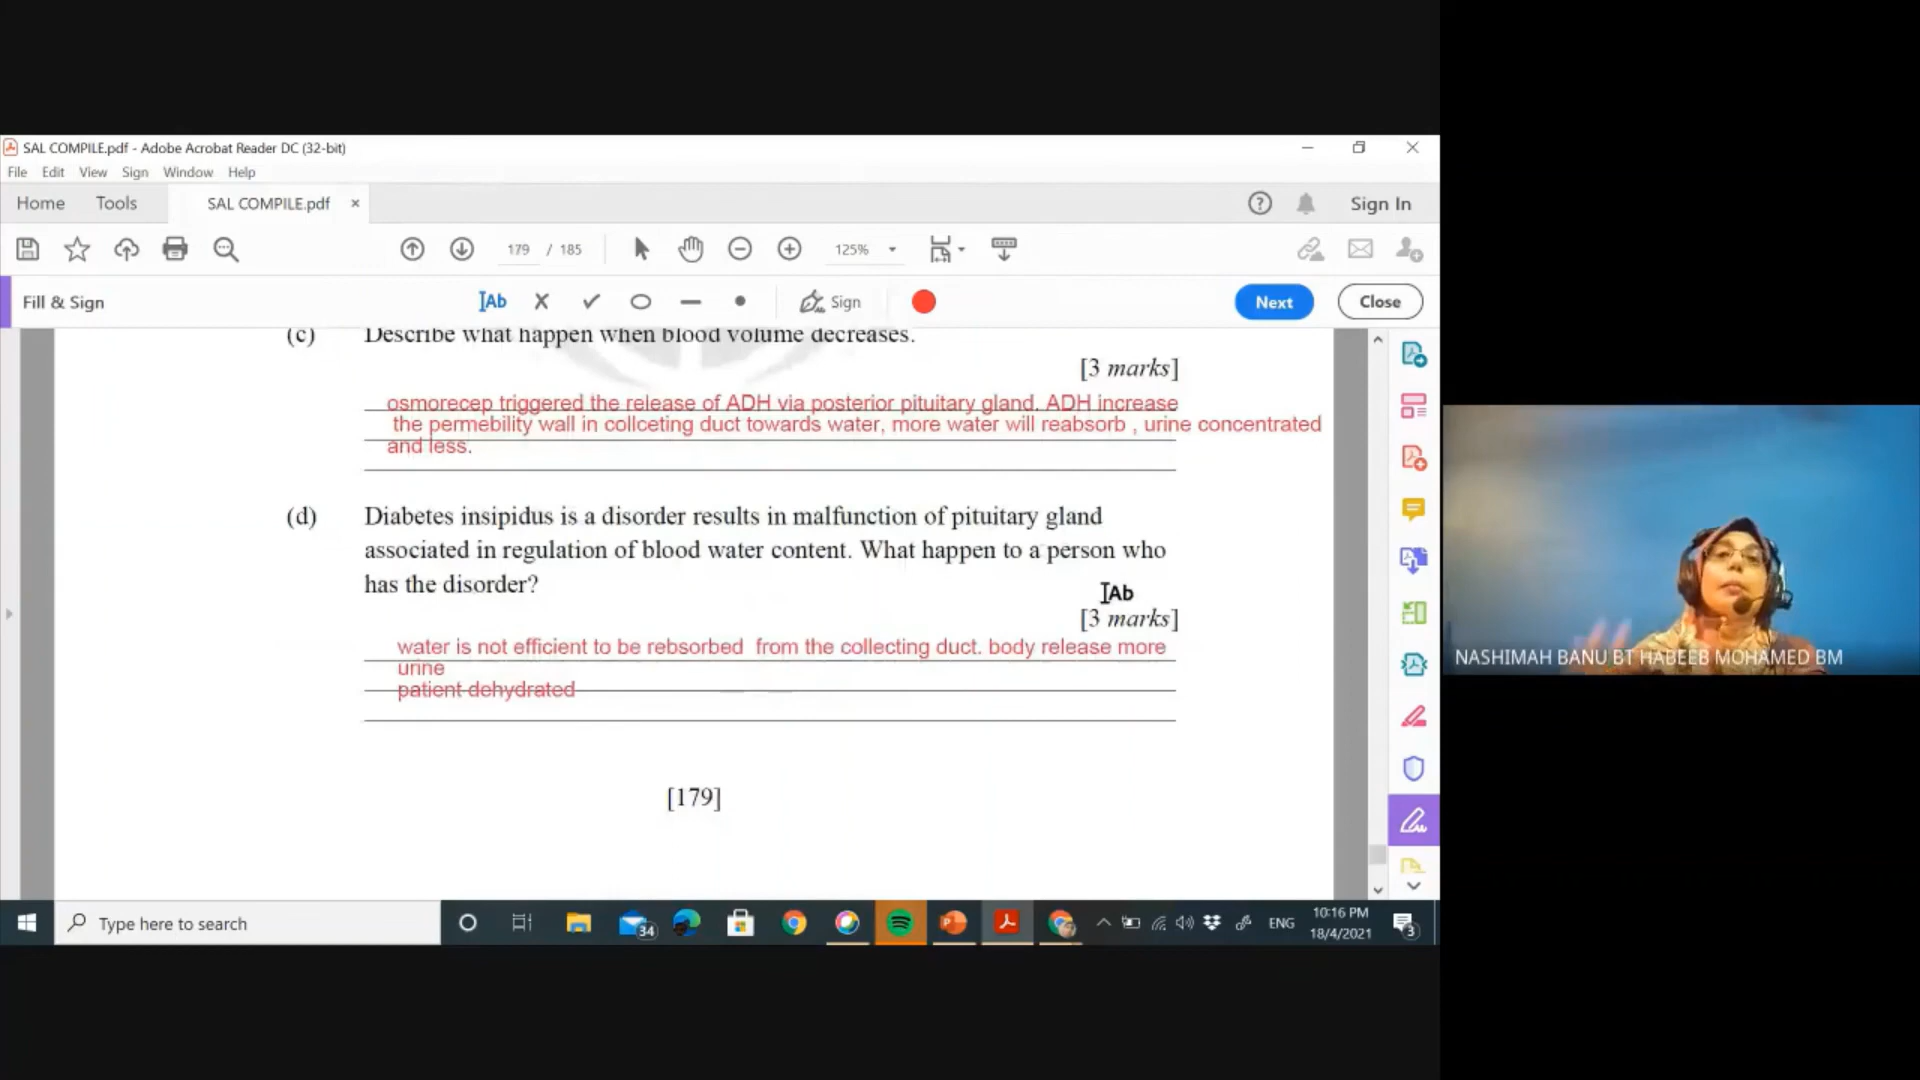 SAL COMPILE.pdf - Adobe Acrobat Reader DC (32-bit)
File Edit View Sign Window Help
Home Tools SAL COMPILE.pdf × Sign In
179 / 185 125%
Fill & Sign Ab Sign Next Close
(c) Describe what happen when blood volume decreases.
[3 marks]
osmorecep triggered the release of ADH via posterior pituitary gland. ADH increase
the permebility wall in collceting duct towards water, more water will reabsorb , urine concentrated
and less.
(d) Diabetes insipidus is a disorder results in malfunction of pituitary gland
associated in regulation of blood water content. What happen to a person who
has the disorder?
Ab
[3 marks]
water is not efficient to be rebsorbed from the collecting duct. body release more
urine
patient dehydrated
[179]
NASHIMAH BANU BT HABEEB MOHAMED BM
Type here to search 34 ENG 10:16 PM
18/4/2021 3